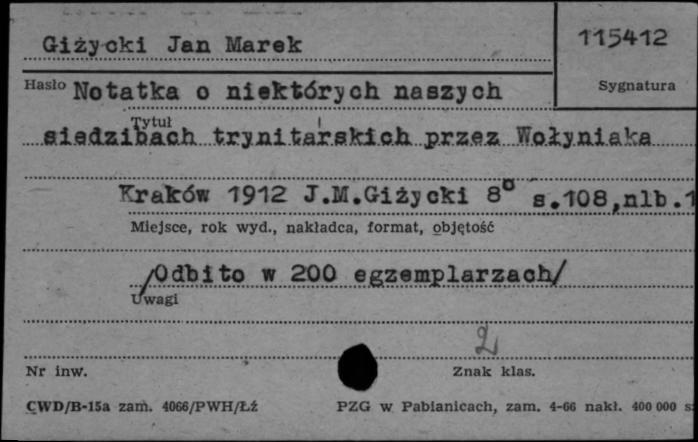 Giżycki Jan Marek
115412
Hasło
Sygnatura
Notatka o niektórych naszych
Tytuł
siedzibach trynitarskich przez Wołyniaka
Kraków 1912 J.M.Giżycki 8° s.108,nlb.1
Miejsce, rok wyd., nakładca, format, objętość
/Odbito w 200 egzemplarzach/
Uwagi
2
Nr inw.
Znak klas.
CWD/B-15a zam. 4066/PWH/Łź
PZG w Pabianicach, zam. 4-66 nakł. 400 000 s